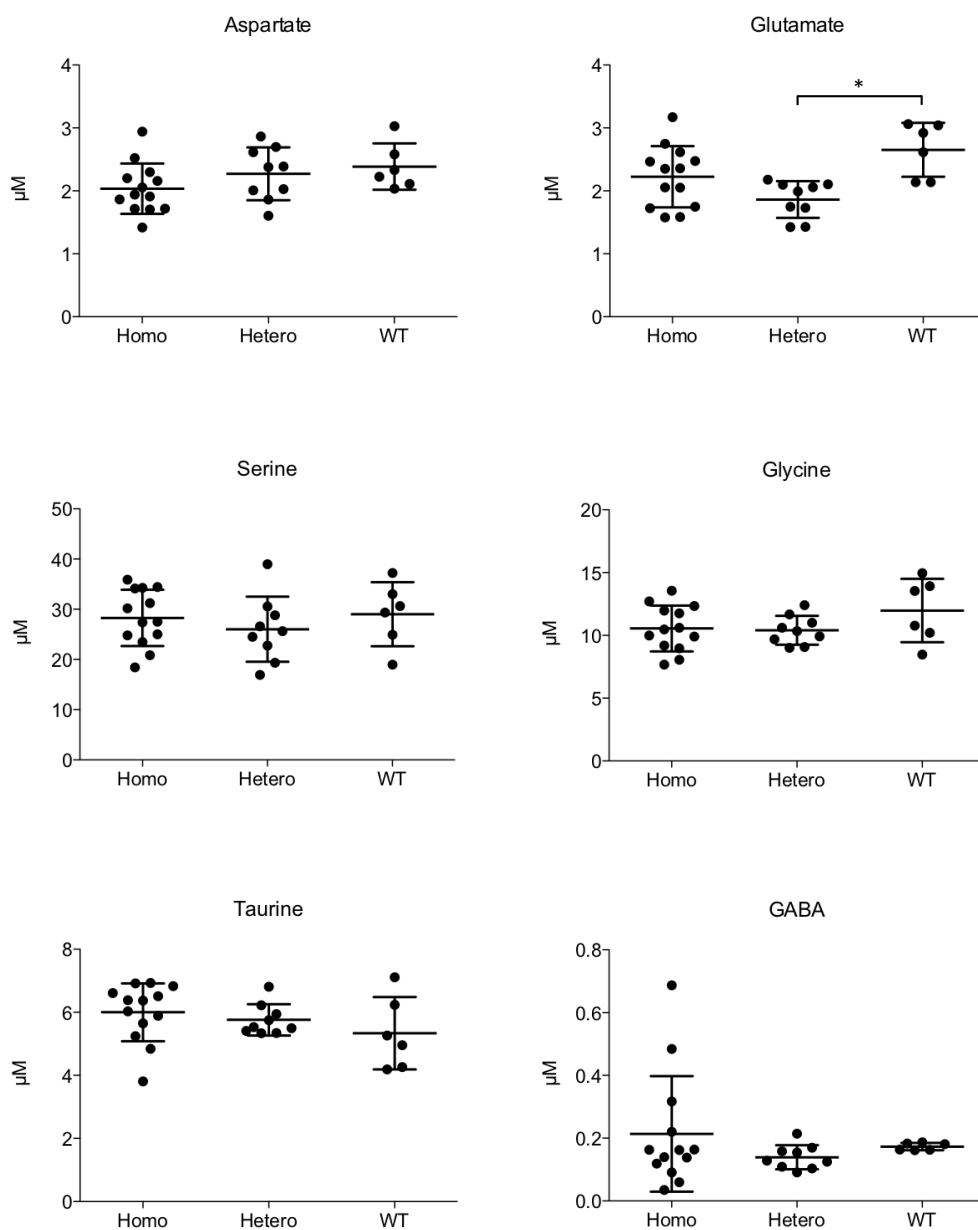 Aspartate
Glutamate
4
3
2
1
0
µM
Homo
Hetero
WT
4
3
2
1
0
µM
*
Homo
Hetero
WT
Serine
Glycine
50
40
30
20
10
0
µM
Homo
Hetero
WT
20
15
10
5
0
µM
Homo
Hetero
WT
Taurine
GABA
8
6
4
2
0
µM
Homo
Hetero
WT
0.8
0.6
0.4
0.2
0.0
µM
Homo
Hetero
WT